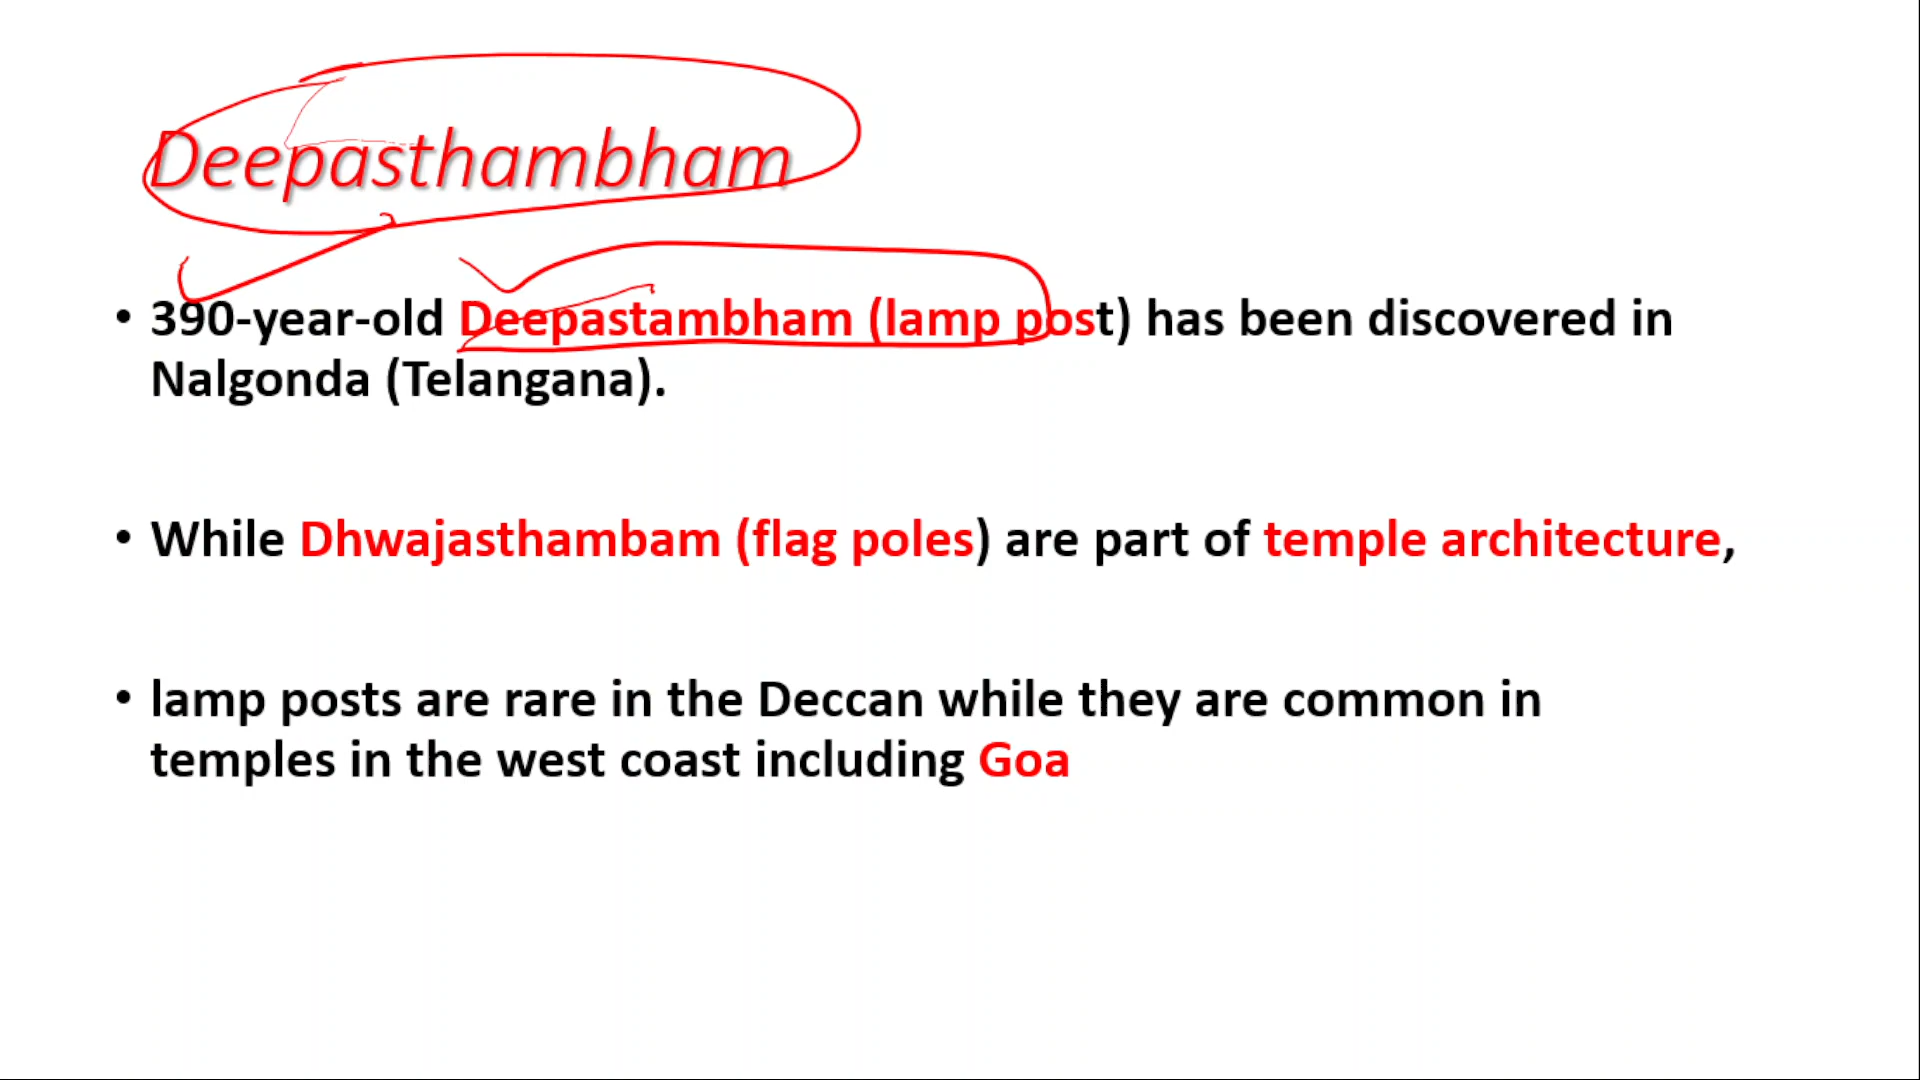 Deepasthambham
• 390-year-old Deepastambham (lamp post) has been discovered in
Nalgonda (Telangana).
• While Dhwajasthambam (flag poles) are part of temple architecture,
• lamp posts are rare in the Deccan while they are common in
temples in the west coast including Goa